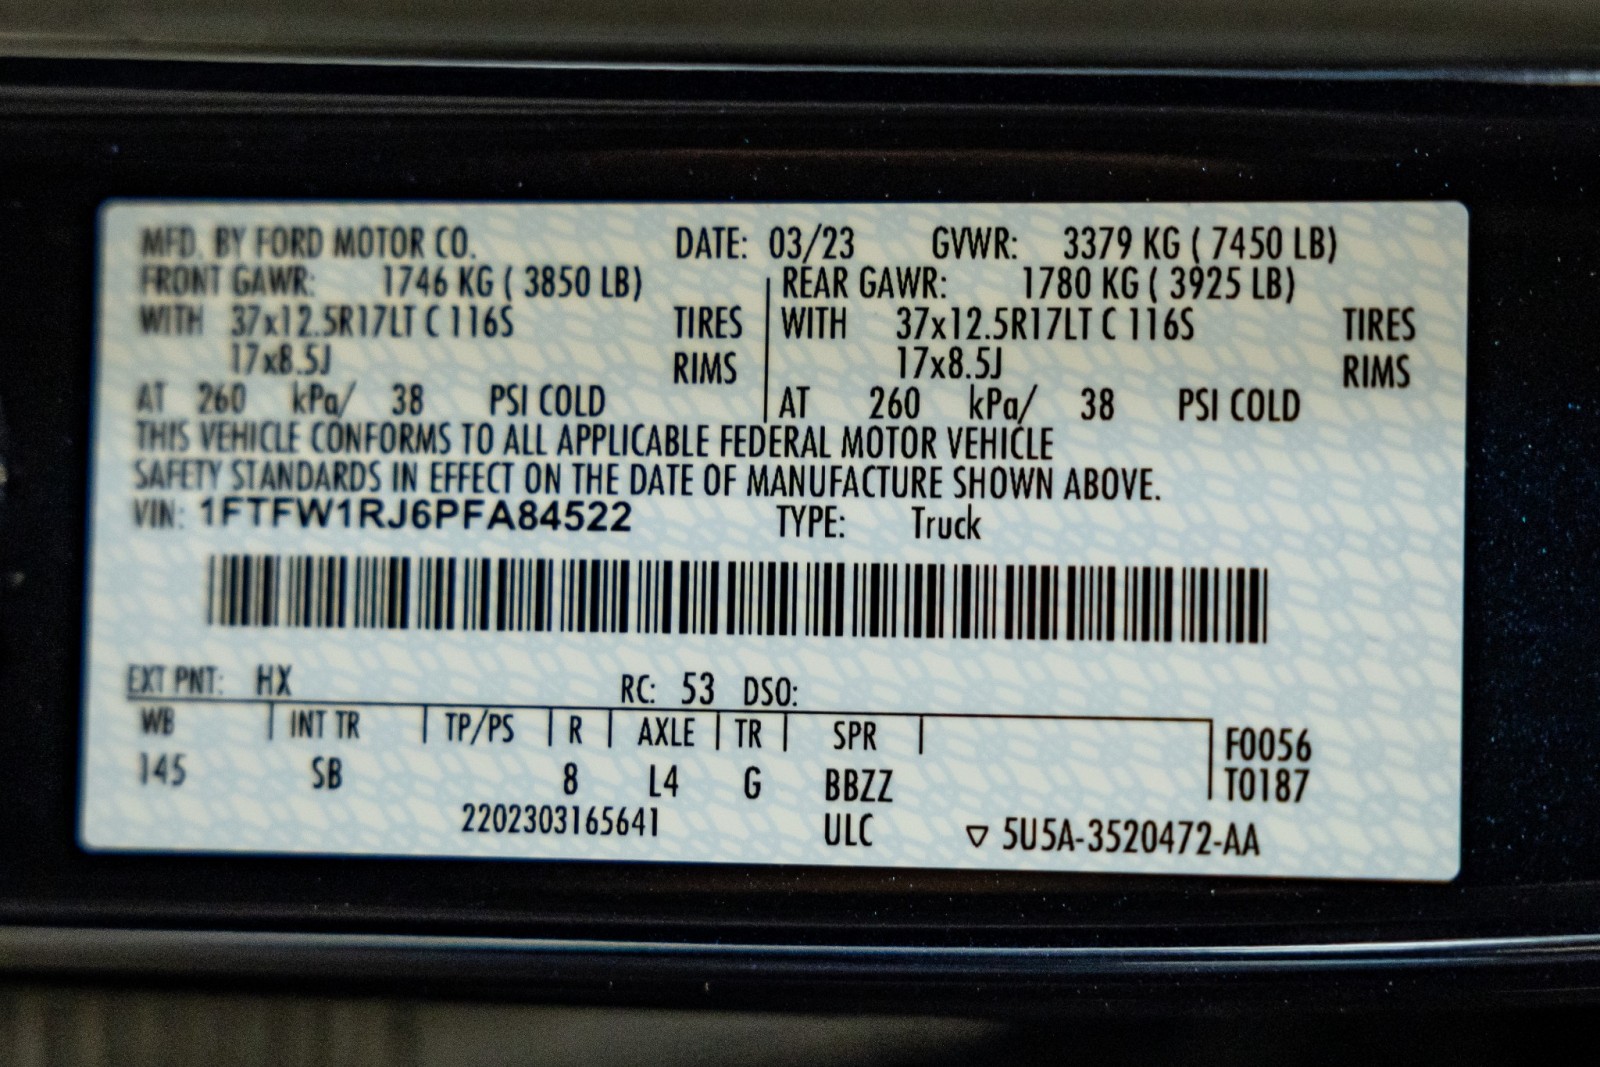 MFD. BY FORD MOTOR CO. DATE: 03/23 GVWR: 3379 KG ( 7450 LB)
FRONT GAWR: 1746 KG ( 3850 LB) REAR GAWR: 1780 KG ( 3925 LB)
WITH 37x12.5R17LT C 116S TIRES WITH 37x12.5R17LT C 116S TIRES
17x8.5J RIMS 17x8.5J RIMS
AT 260 kPa/ 38 PSI COLD AT 260 kPa/ 38 PSI COLD
THIS VEHICLE CONFORMS TO ALL APPLICABLE FEDERAL MOTOR VEHICLE
SAFETY STANDARDS IN EFFECT ON THE DATE OF MANUFACTURE SHOWN ABOVE.
VIN: 1FTFW1RJ6PFA84522 TYPE: Truck
EXT PNT: HX RC: 53 DSO:
WB INT TR TP/PS R AXLE TR SPR F0056
145 SB 8 L4 G BBZZ T0187
2202303165641 ULC ▽ 5U5A-3520472-AA